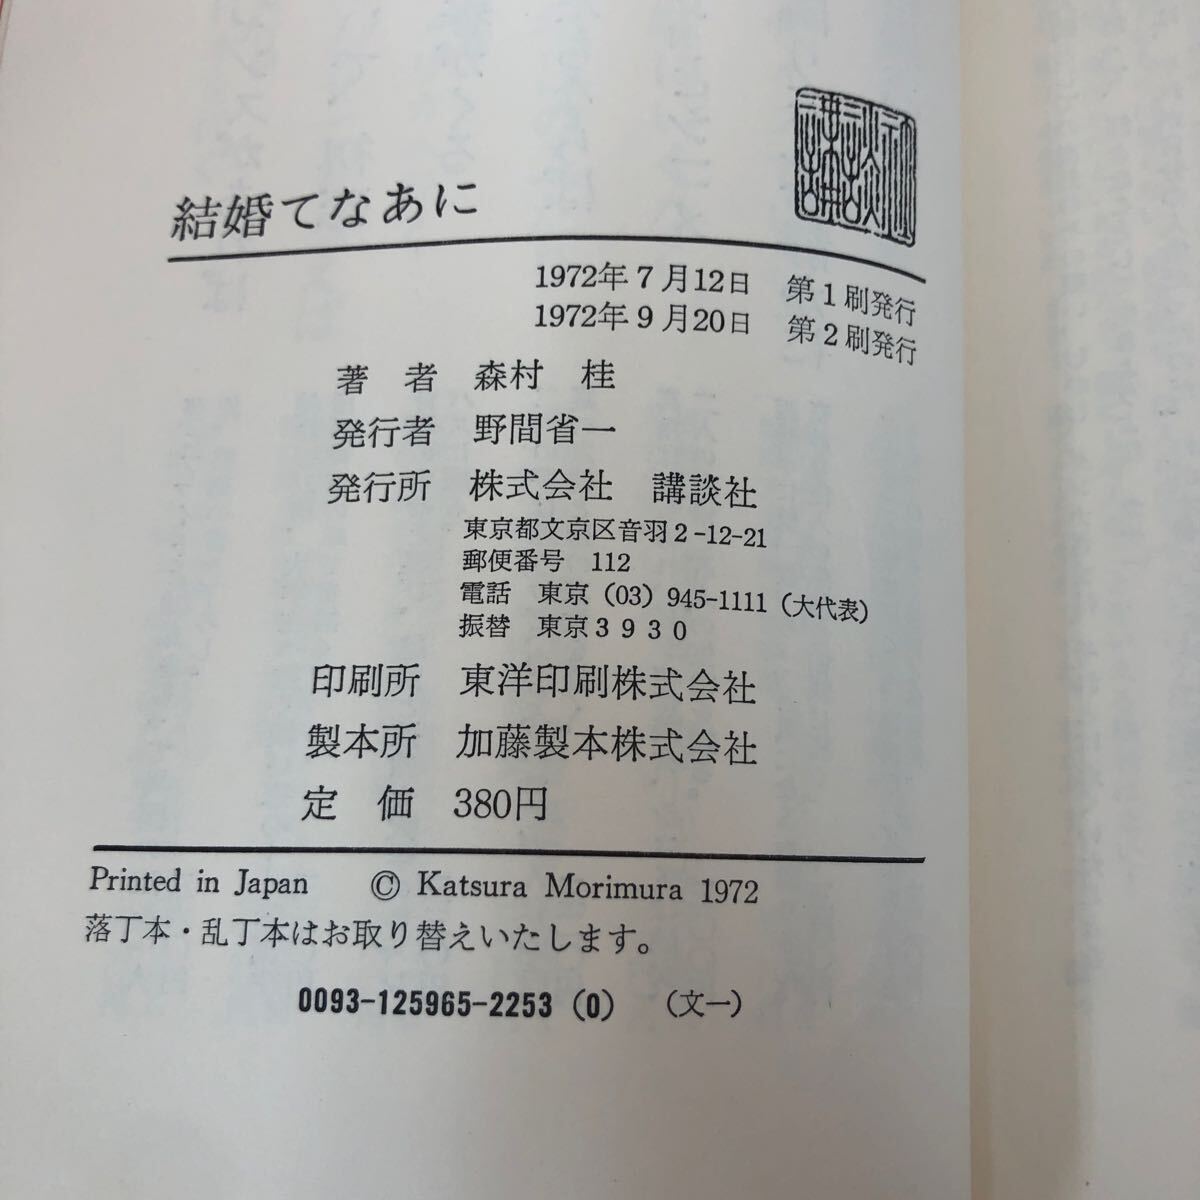 講談社
結婚てなあに
1972年7月12日 第1刷発行
1972年9月20日 第2刷発行
著者 森村 桂
発行者 野間省一
発行所 株式会社 講談社
東京都文京区音羽2-12-21
郵便番号 112
電話 東京 (03) 945-1111 (大代表)
振替 東京3930
印刷所 東洋印刷株式会社
製本所 加藤製本株式会社
定価 380円
Printed in Japan © Katsura Morimura 1972
落丁本・乱丁本はお取り替えいたします。
0093-125965-2253 (0) (文一)